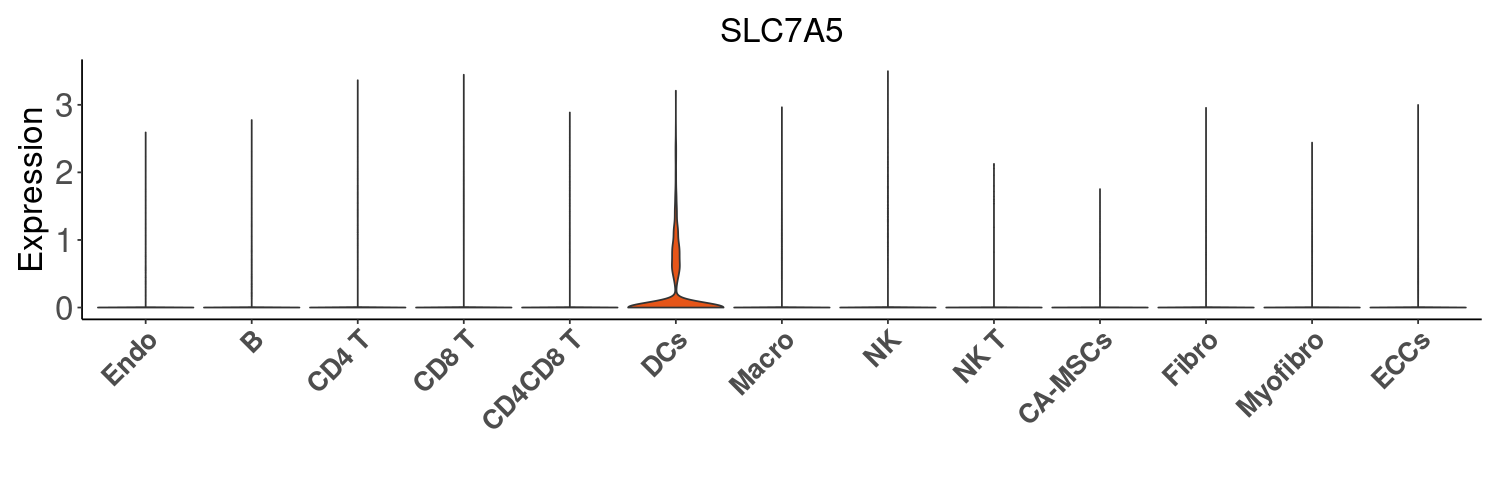 SLC7A5
Expression
3
2
1
0
Endo
B
CD4 T
CD8 T
CD4CD8 T
DCs
Macro
NK
NK T
CA-MSCs
Fibro
Myofibro
ECCs